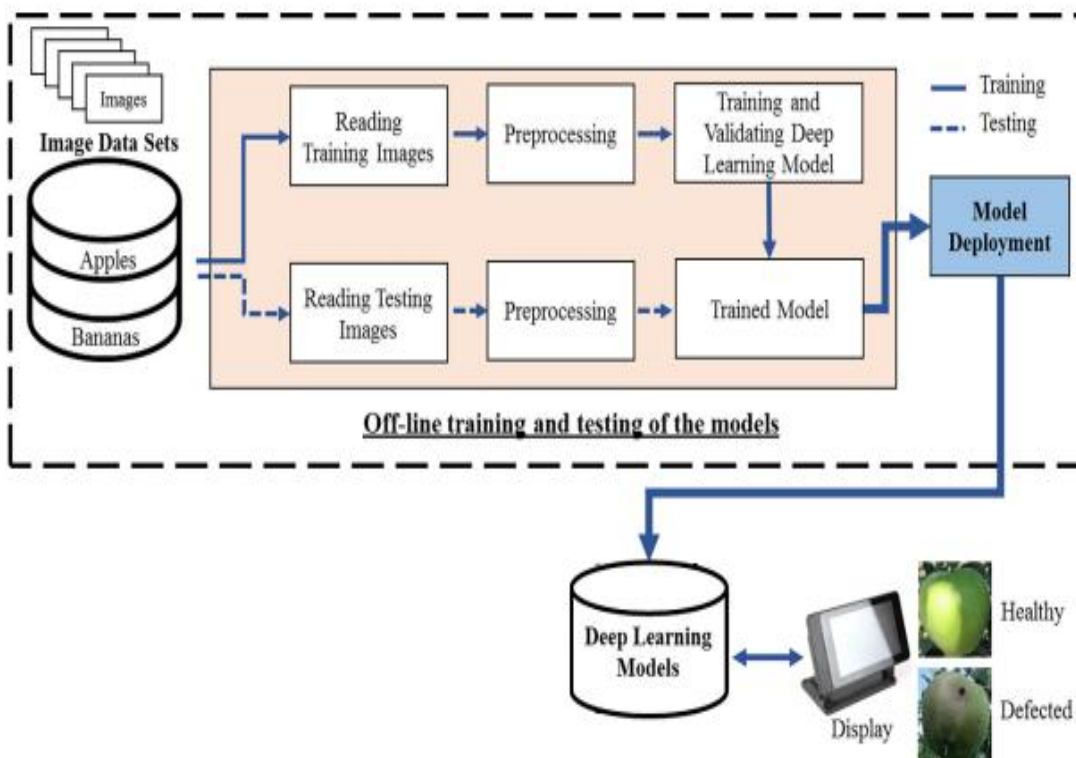 Images
Image Data Sets
Apples
Bananas
Reading
Training Images
Preprocessing
Training and
Validating Deep
Learning Model
Training
Testing
Reading Testing
Images
Preprocessing
Trained Model
Model
Deployment
Off-line training and testing of the models
Deep Learning
Models
Display
Healthy
Defected